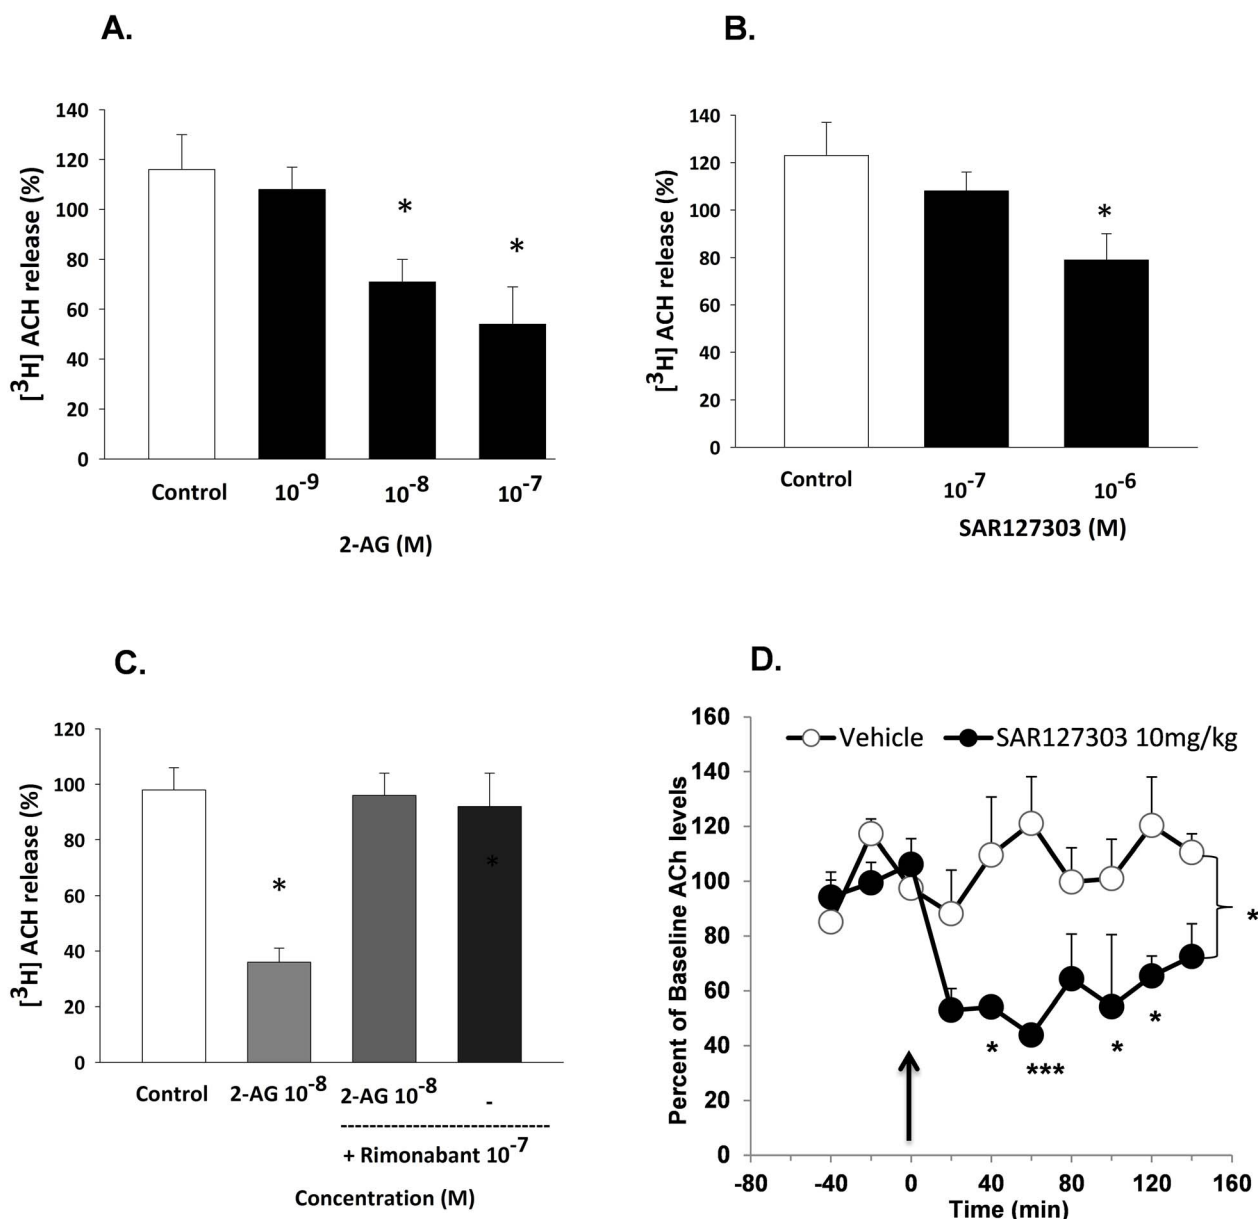 A.
140
120
100
80
60
40
20
0
[³H] ACH release (%)
*
*
Control
10⁻⁹
10⁻⁸
10⁻⁷
2-AG (M)
B.
140
120
100
80
60
40
20
0
[³H] ACH release (%)
*
Control
10⁻⁷
10⁻⁶
SAR127303 (M)
C.
120
100
80
60
40
20
0
[³H] ACH release (%)
*
*
Control
2-AG 10⁻⁸
2-AG 10⁻⁸
-
+ Rimonabant 10⁻⁷
Concentration (M)
D.
160
140
120
100
80
60
40
20
0
Percent of Baseline ACh levels
Vehicle
SAR127303 10mg/kg
*
*
***
*
*
-80
-40
0
40
80
120
160
Time (min)